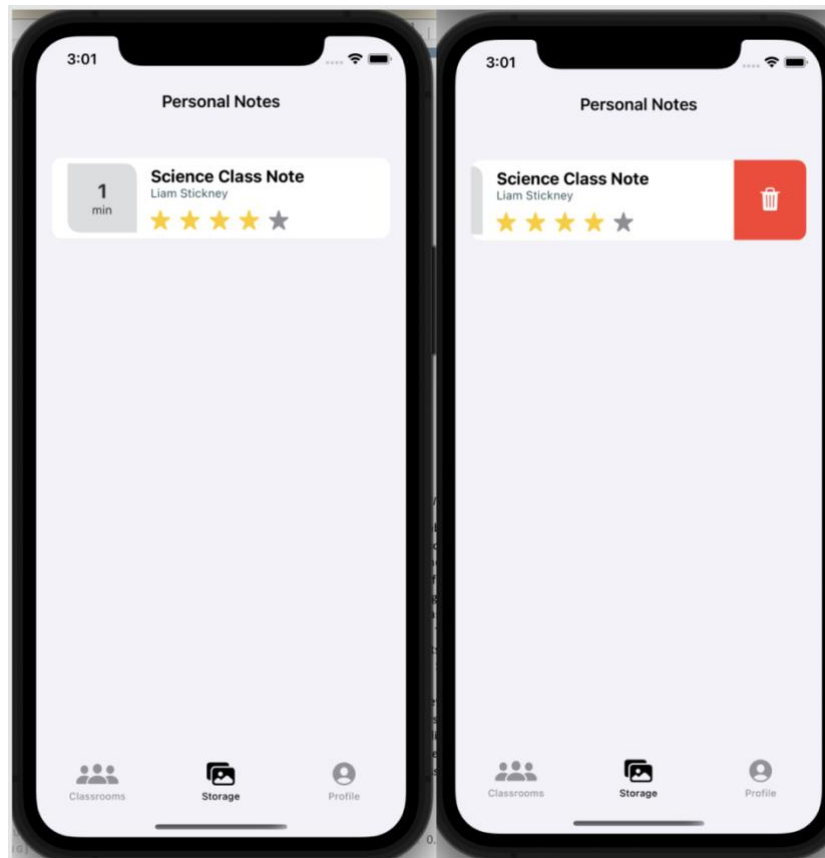 3:01
Personal Notes
1
min
Science Class Note
Liam Stickney
Classrooms
Storage
Profile
3:01
Personal Notes
Science Class Note
Liam Stickney
Classrooms
Storage
Profile